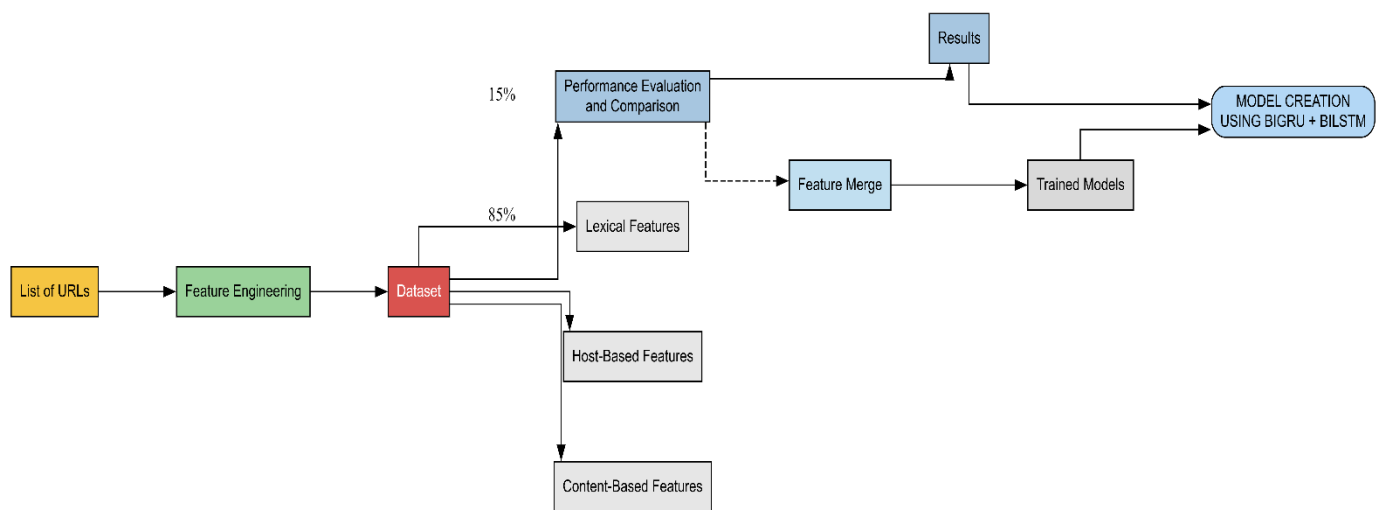 Results
Performance Evaluation
and Comparison
15%
MODEL CREATION
USING BIGRU + BILSTM
Feature Merge
Trained Models
85%
Lexical Features
List of URLs
Feature Engineering
Dataset
Host-Based Features
Content-Based Features